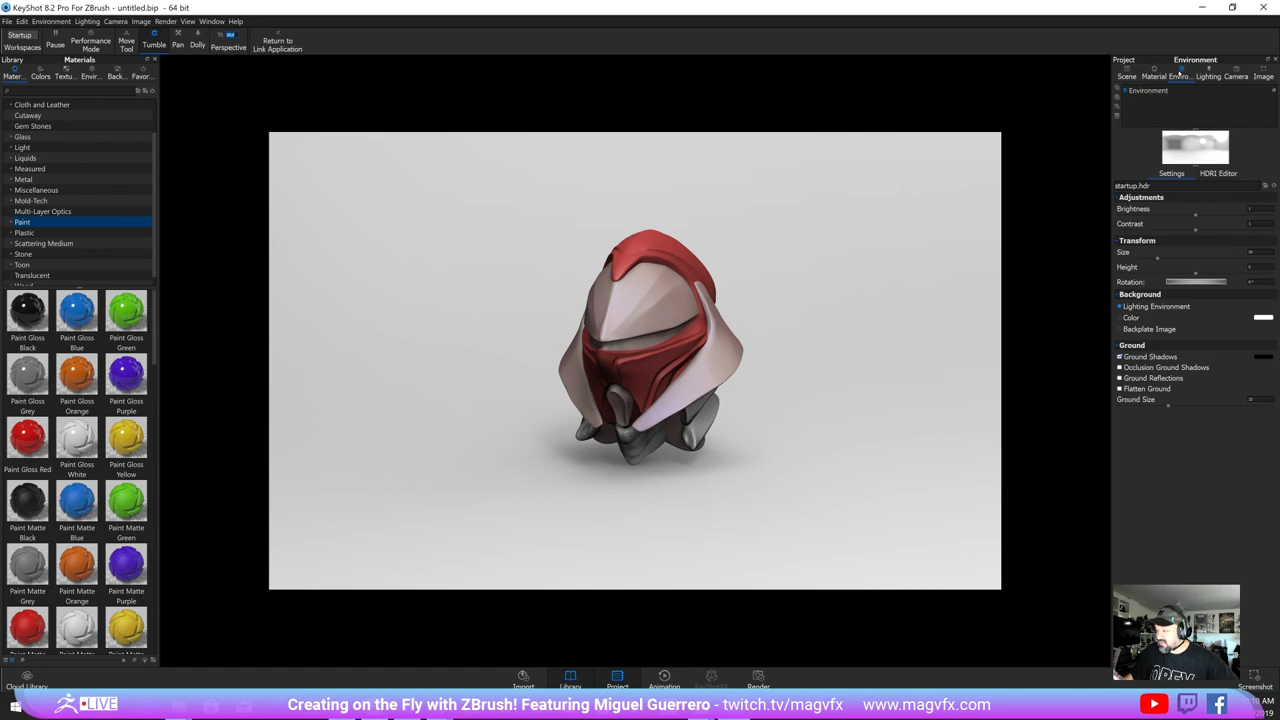 KeyShot 8.2 Pro For ZBrush - untitled.bip - 64 bit
File Edit Environment Lighting Camera Image Render View Window Help
Startup
Workspaces
Pause
Performance
Mode
Move
Tool
Tumble
Pan
Dolly
Perspective
Return to
Link Application
Library
Materials
Mater... Colors Textu... Envir... Back... Favor...
Cloth and Leather
Cutaway
Gem Stones
Glass
Light
Liquids
Measured
Metal
Miscellaneous
Mold-Tech
Multi-Layer Optics
Paint
Plastic
Scattering Medium
Stone
Toon
Translucent
Paint Gloss
Black
Paint Gloss
Blue
Paint Gloss
Green
Paint Gloss
Grey
Paint Gloss
Orange
Paint Gloss
Purple
Paint Gloss Red
Paint Gloss
White
Paint Gloss
Yellow
Paint Matte
Black
Paint Matte
Blue
Paint Matte
Green
Paint Matte
Grey
Paint Matte
Orange
Paint Matte
Purple
Cloud Library
Import
Library
Project
Animation
Render
Screenshot
Project
Environment
Scene Material Enviro... Lighting Camera Image
Environment
Settings HDRI Editor
startup.hdr
Adjustments
Brightness
Contrast
Transform
Size
Height
Rotation:
Background
Lighting Environment
Color
Backplate Image
Ground
Ground Shadows
Occlusion Ground Shadows
Ground Reflections
Flatten Ground
Ground Size
LIVE
Creating on the Fly with ZBrush! Featuring Miguel Guerrero - twitch.tv/magvfx www.magvfx.com